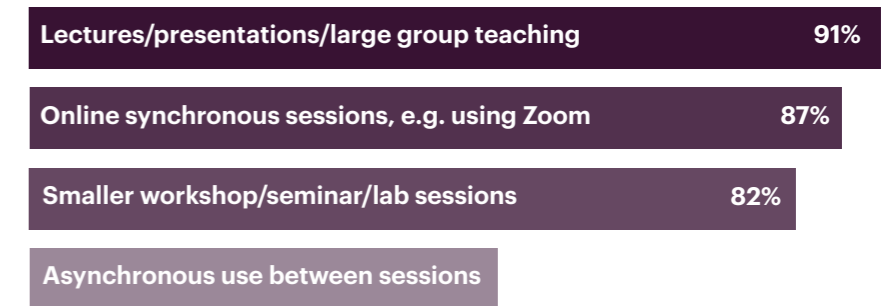 Lectures/presentations/large group teaching 91%
Online synchronous sessions, e.g. using Zoom 87%
Smaller workshop/seminar/lab sessions 82%
Asynchronous use between sessions